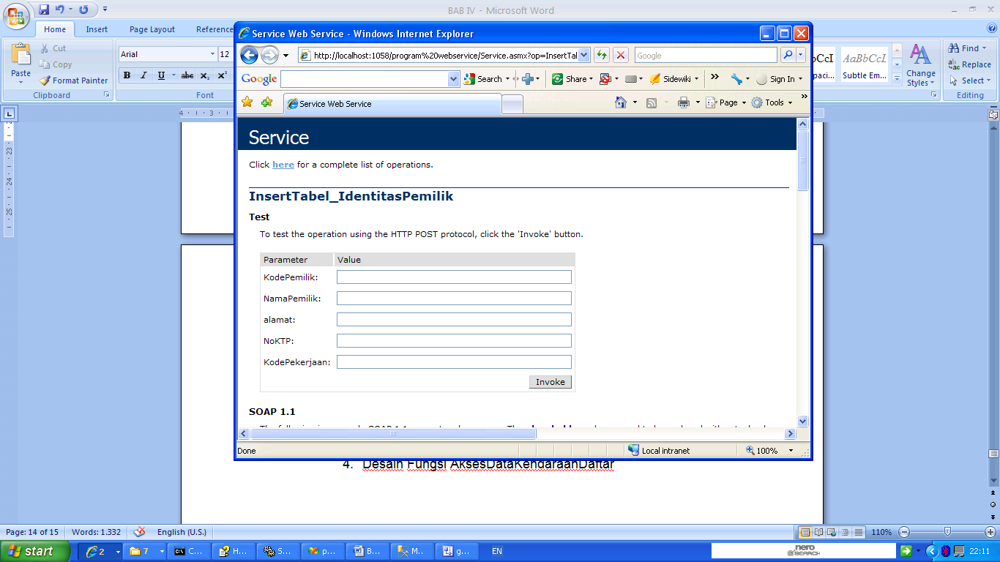 BAB IV - Microsoft Word
Home Insert Page Layout Reference
Cut
Copy
Format Painter
Paste
Clipboard
Arial 12
B I U abc x₂ x²
Font
AaBbCcI
Subtle Em...
Change Styles
Find
Replace
Select
Editing
Service Web Service - Windows Internet Explorer
http://localhost:1058/program%20webservice/Service.asmx?op=InsertTal
Google
Google Search Share Sidewiki Sign In
Service Web Service
Page Tools
Service
Click here for a complete list of operations.
InsertTabel_IdentitasPemilik
Test
To test the operation using the HTTP POST protocol, click the 'Invoke' button.
Parameter Value
KodePemilik:
NamaPemilik:
alamat:
NoKTP:
KodePekerjaan:
Invoke
SOAP 1.1
Done Local intranet 100%
4. Desain Fungsi AksesDataKendaraanDaftar
4 3
23
24
25
Page: 14 of 15 Words: 1.332 English (U.S.) 110%
start 2 7 C... H... S... p... B... M... g... EN nero SEARCH 22:11